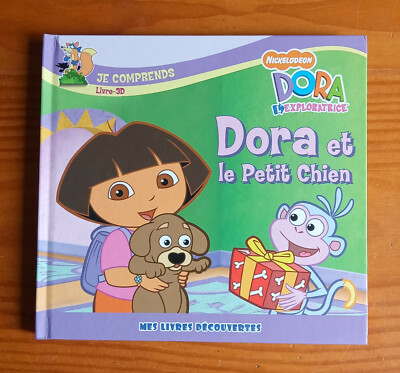 JE COMPRENDS
Livre-3D
NICKELODEON
DORA
L'EXPLORATRICE
Dora et
le Petit Chien
MES LIVRES DÉCOUVERTES